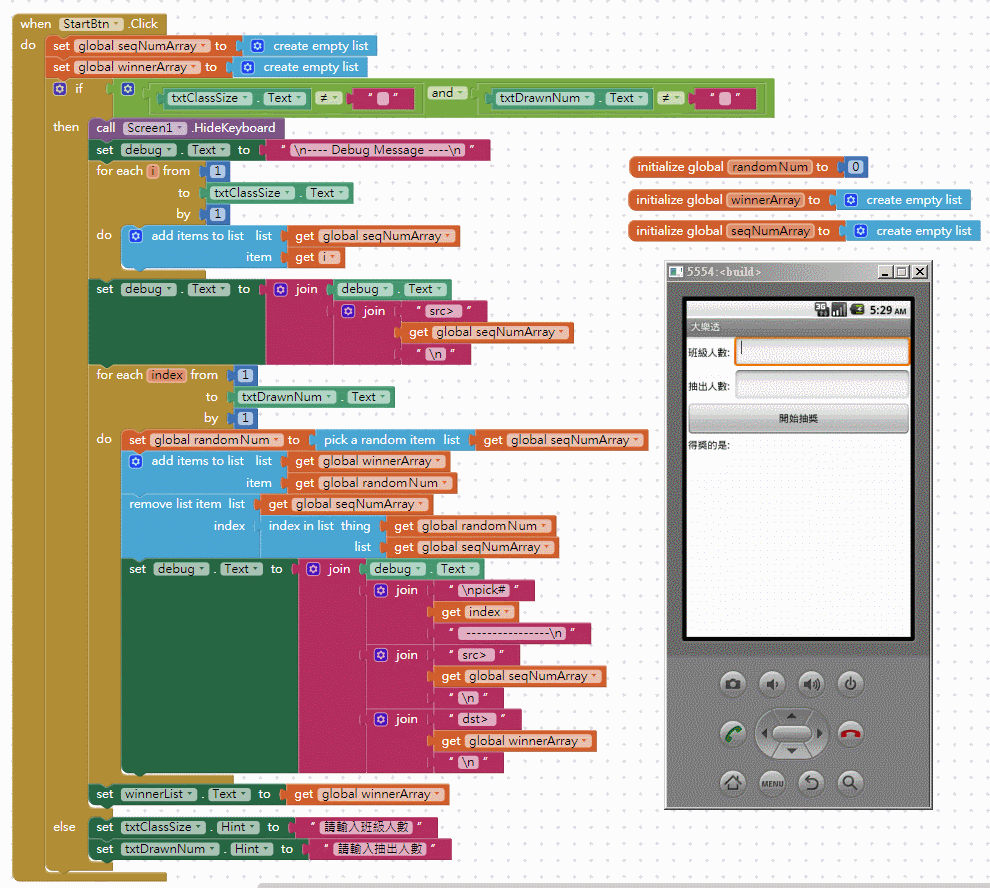 when StartBtn .Click
do set global seqNumArray to create empty list
set global winnerArray to create empty list
if txtClassSize . Text ≠ " " and txtDrawnNum . Text ≠ " "
then call Screen1 .HideKeyboard
set debug . Text to " \n---- Debug Message ----\n "
for each i from 1
to txtClassSize . Text
by 1
do add items to list list get global seqNumArray
item get i
set debug . Text to join debug . Text
join " src> "
get global seqNumArray
" \n "
for each index from 1
to txtDrawnNum . Text
by 1
do set global randomNum to pick a random item list get global seqNumArray
add items to list list get global winnerArray
item get global randomNum
remove list item list get global seqNumArray
index index in list thing get global randomNum
list get global seqNumArray
set debug . Text to join debug . Text
join " \npick# "
get index
" ----------------\n "
join " src> "
get global seqNumArray
" \n "
join " dst> "
get global winnerArray
" \n "
set winnerList . Text to get global winnerArray
else set txtClassSize . Hint to " 請輸入班級人數 "
set txtDrawnNum . Hint to " 請輸入抽出人數 "
initialize global randomNum to 0
initialize global winnerArray to create empty list
initialize global seqNumArray to create empty list
5554:<build>
3G 5:29 AM
大樂透
班級人數:
抽出人數:
開始抽獎
得獎的是:
MENU